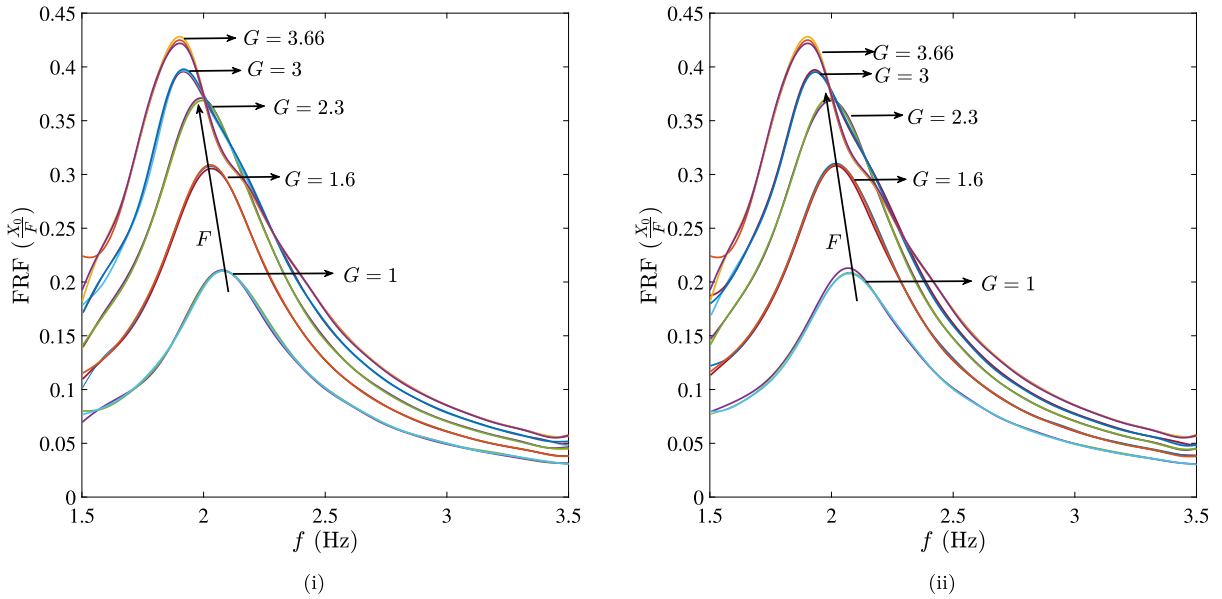 0.45
0.4
0.35
0.3
0.25
0.2
0.15
0.1
0.05
0
FRF (X₀/F)
G = 3.66
G = 3
G = 2.3
G = 1.6
F
G = 1
1.5
2
2.5
3
3.5
f (Hz)
(i)
0.45
0.4
0.35
0.3
0.25
0.2
0.15
0.1
0.05
0
FRF (X₀/F)
G = 3.66
G = 3
G = 2.3
G = 1.6
F
G = 1
1.5
2
2.5
3
3.5
f (Hz)
(ii)